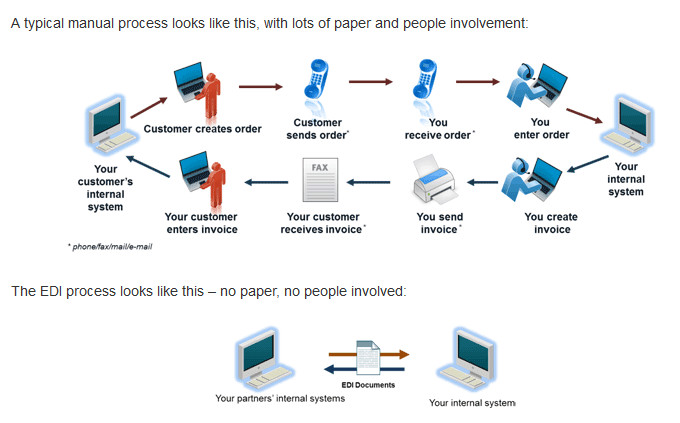 A typical manual process looks like this, with lots of paper and people involvement:
Customer creates order
Customer
sends order*
You
receive order*
You
enter order
Your
customer's
internal
system
Your
internal
system
FAX
Your customer
enters invoice
Your customer
receives invoice*
You send
invoice*
You create
invoice
* phone/fax/mail/e-mail
The EDI process looks like this – no paper, no people involved:
EDI Documents
Your partners' internal systems
Your internal system